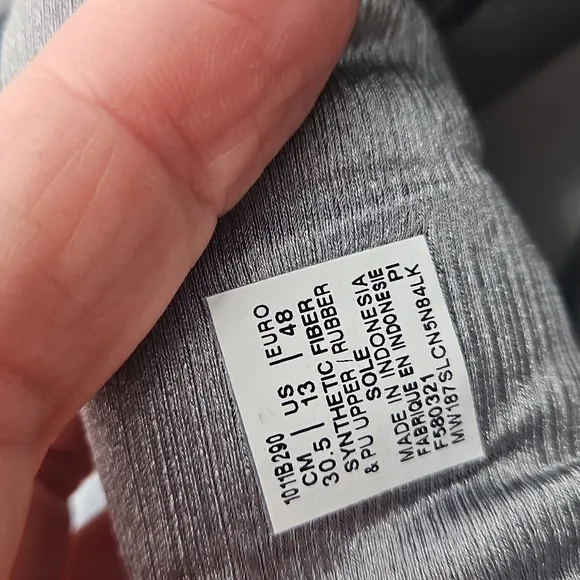 1011B290
CM | US | EURO
30.5 | 13 | 48
SYNTHETIC FIBER
& PU UPPER / RUBBER
SOLE
MADE IN INDONESIA
FABRIQUE EN INDONESIE
F580321 PI
MW187SLCN5N84LK